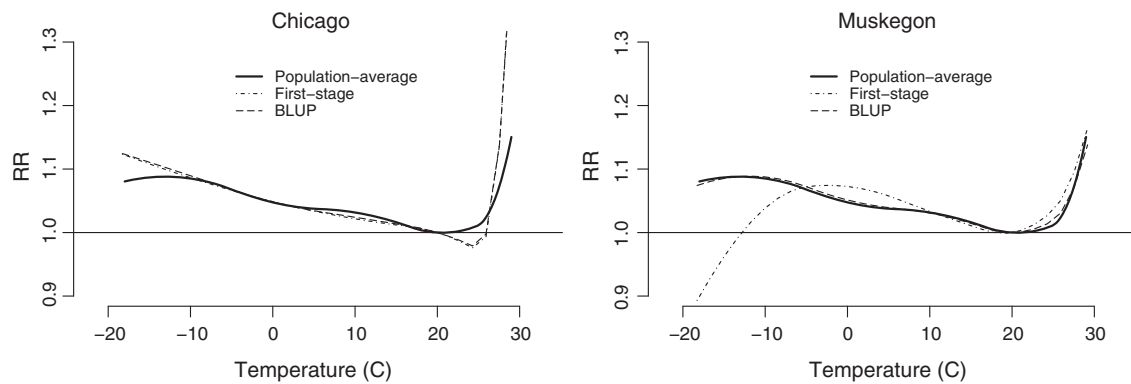 Chicago
1.3
1.2
1.1
1.0
0.9
RR
Population−average
First−stage
BLUP
−20
−10
0
10
20
30
Temperature (C)
Muskegon
1.3
1.2
1.1
1.0
0.9
RR
Population−average
First−stage
BLUP
−20
−10
0
10
20
30
Temperature (C)